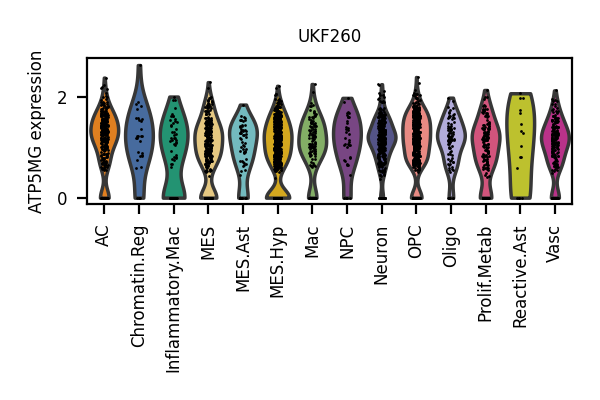 UKF260
ATP5MG expression
2
0
AC
Chromatin.Reg
Inflammatory.Mac
MES
MES.Ast
MES.Hyp
Mac
NPC
Neuron
OPC
Oligo
Prolif.Metab
Reactive.Ast
Vasc